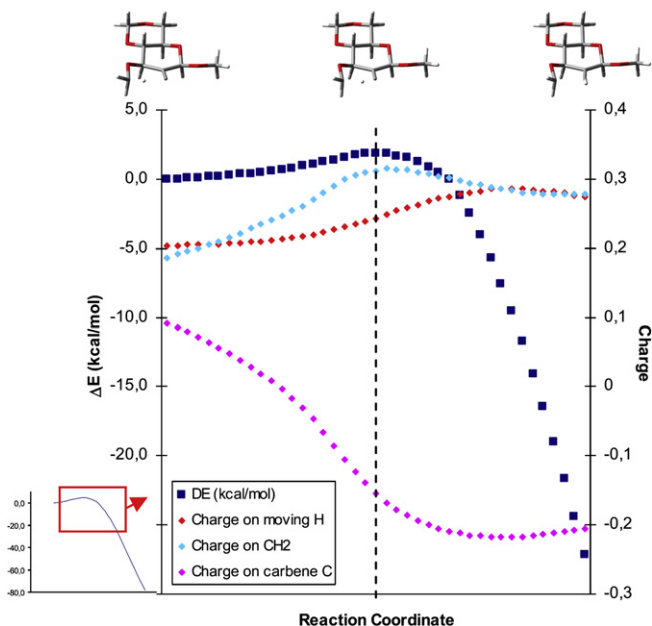 5,0
0,0
-5,0
-10,0
-15,0
-20,0
ΔE (kcal/mol)
0,4
0,3
0,2
0,1
0
-0,1
-0,2
-0,3
Charge
DE (kcal/mol)
Charge on moving H
Charge on CH2
Charge on carbene C
0,0
-20,0
-40,0
-60,0
-80,0
Reaction Coordinate